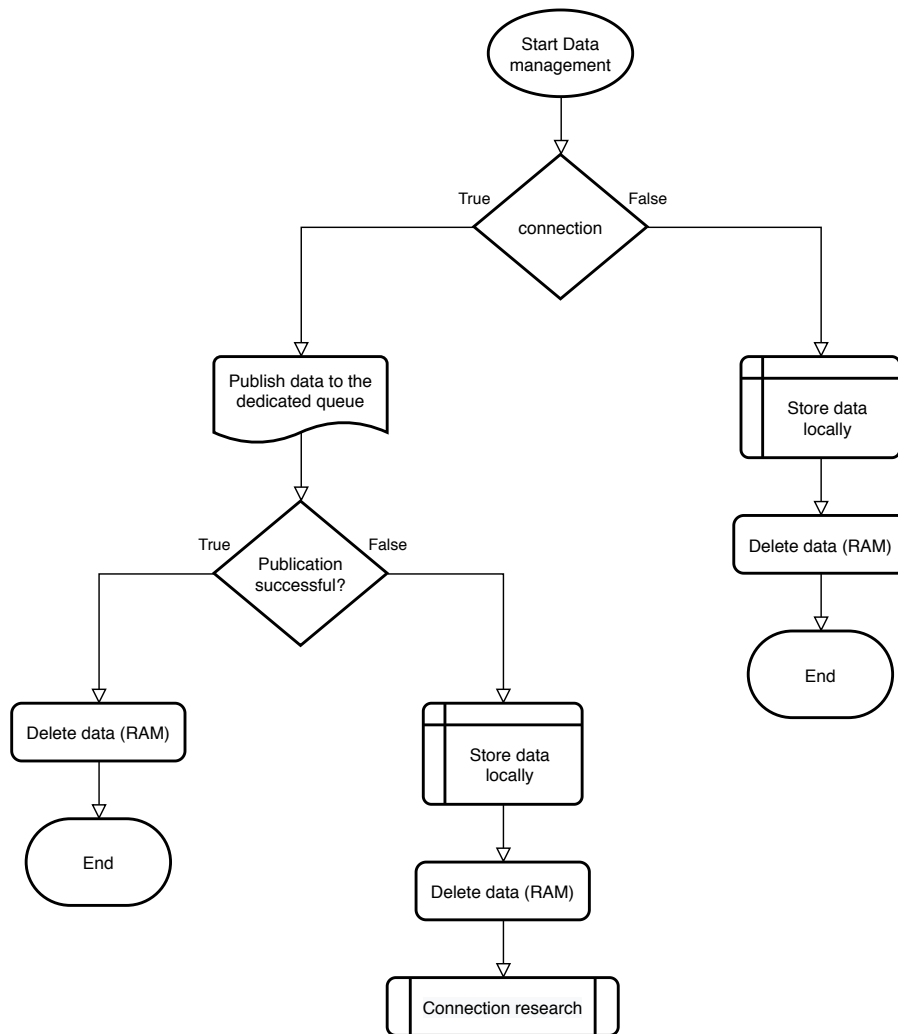 Start Data
management
True
False
connection
Publish data to the
dedicated queue
Store data
locally
True
False
Publication
successful?
Delete data (RAM)
End
Delete data (RAM)
Store data
locally
End
Delete data (RAM)
Connection research